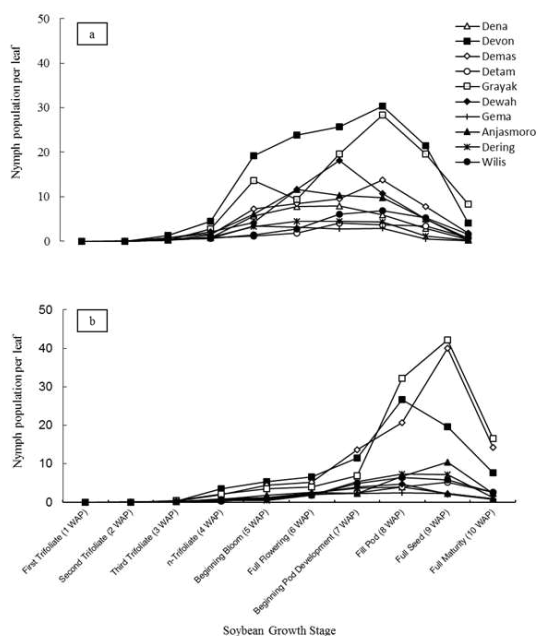 a
Nymph population per leaf
50
40
30
20
10
0
Dena
Devon
Demas
Detam
Grayak
Dewah
Gema
Anjasmoro
Dering
Wilis
b
Nymph population per leaf
50
40
30
20
10
0
First Trifoliate (1 WAP)
Second Trifoliate (2 WAP)
Third Trifoliate (3 WAP)
n-Trifoliate (4 WAP)
Beginning Bloom (5 WAP)
Full Flowering (6 WAP)
Beginning Pod Development (7 WAP)
Fill Pod (8 WAP)
Full Seed (9 WAP)
Full Maturity (10 WAP)
Soybean Growth Stage